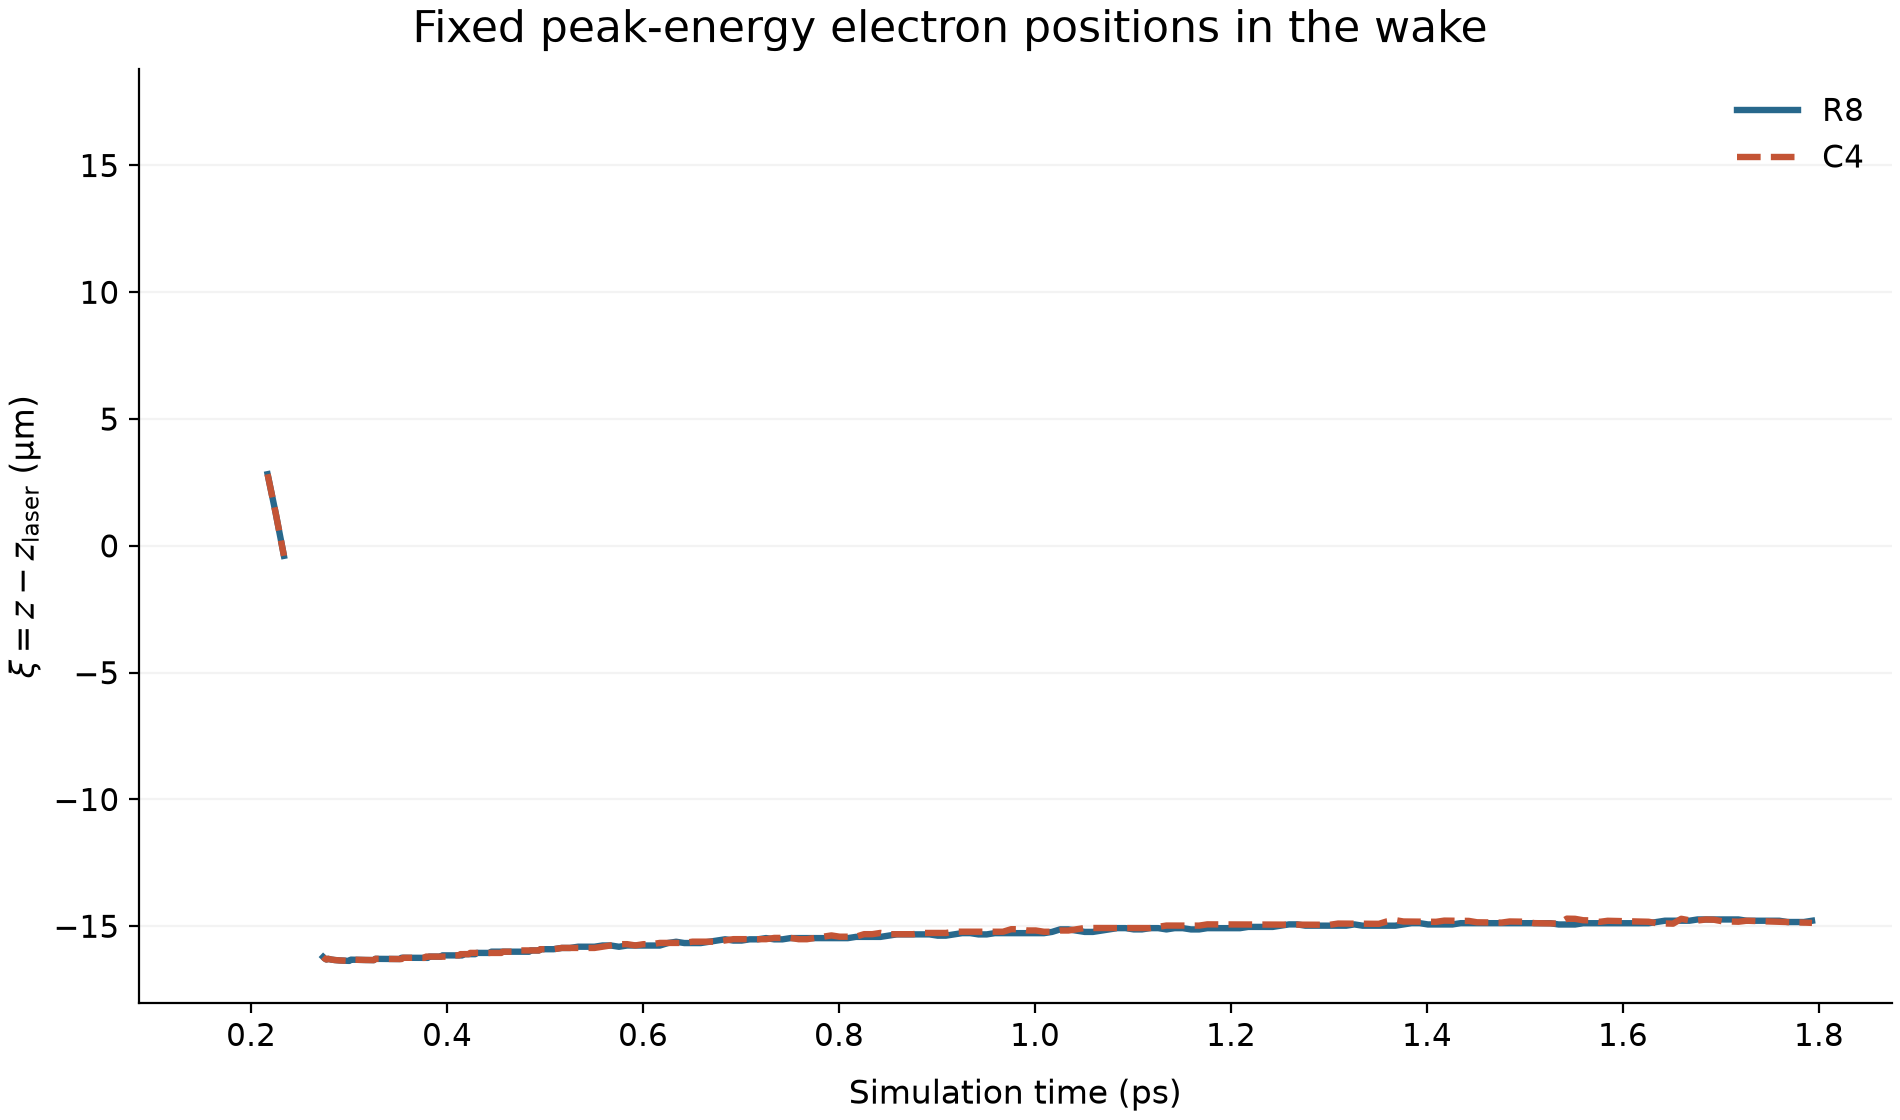 Fixed peak-energy electron positions in the wake
R8
C4
15
10
5
0
−5
−10
−15
ξ = z − z_laser (μm)
0.2 0.4 0.6 0.8 1.0 1.2 1.4 1.6 1.8
Simulation time (ps)